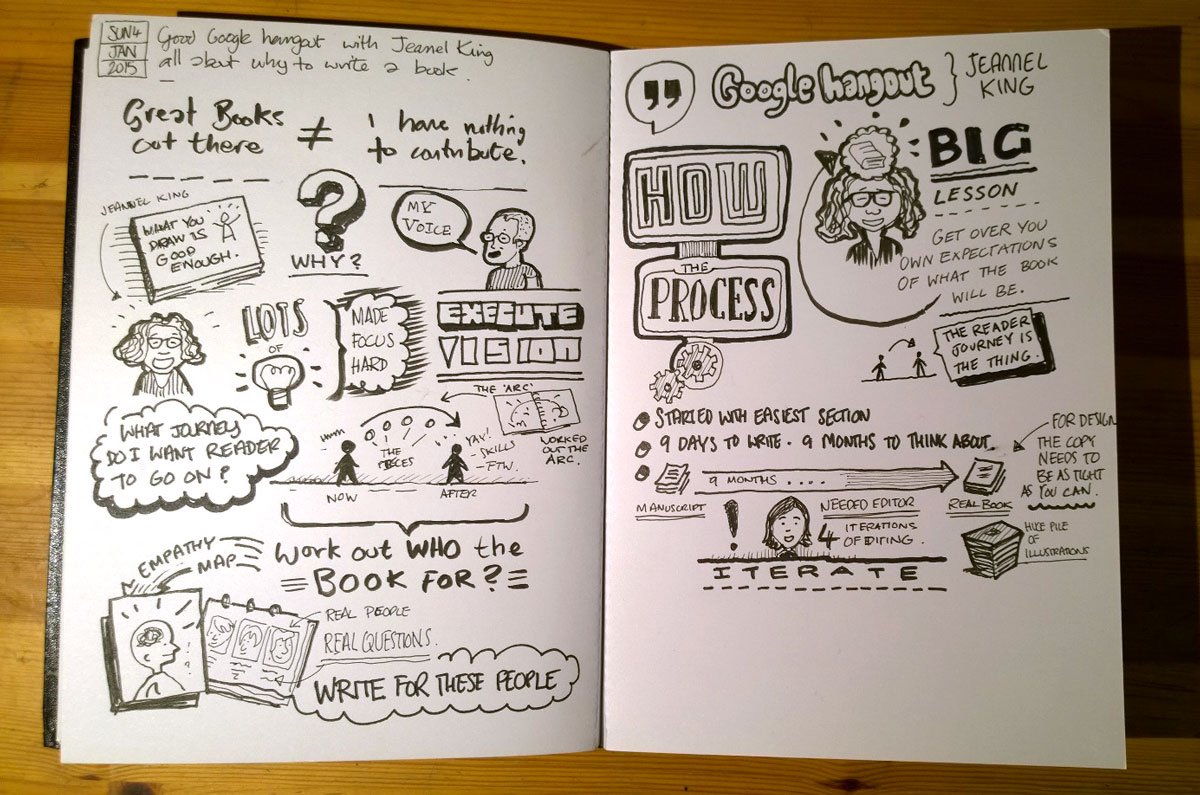 SUN 4
JAN
2015
Good Google hangout with Jeannel King
all about why to write a book.
Great Books
out there
≠
I have nothing
to contribute.
JEANNEL KING
WHAT YOU
DRAW IS
GOOD
ENOUGH.
?
WHY?
MY
VOICE
LOTS
OF
MADE
FOCUS
HARD
EXECUTE
VISION
WHAT JOURNEY
DO I WANT READER
TO GO ON?
THE 'ARC'
WORKED
OUT THE
ARC.
THE
PIECES
YAY!
SKILLS
-FTW.
NOW
AFTER
EMPATHY
MAP
Work out WHO the
BOOK FOR?
REAL PEOPLE
REAL QUESTIONS.
WRITE FOR THESE PEOPLE
Google hangout } JEANNEL
KING
HOW
THE
PROCESS
BIG
LESSON
GET OVER YOU
OWN EXPECTATIONS
OF WHAT THE BOOK
WILL BE.
THE READER
JOURNEY IS
THE THING.
STARTED WITH EASIEST SECTION
9 DAYS TO WRITE - 9 MONTHS TO THINK ABOUT.
9 MONTHS ....
MANUSCRIPT
REAL BOOK
FOR DESIGN
THE COPY
NEEDS TO
BE AS TIGHT
AS YOU CAN.
!
NEEDED EDITOR
4 ITERATIONS
OF EDITING.
ITERATE
HUGE PILE
OF
ILLUSTRATIONS